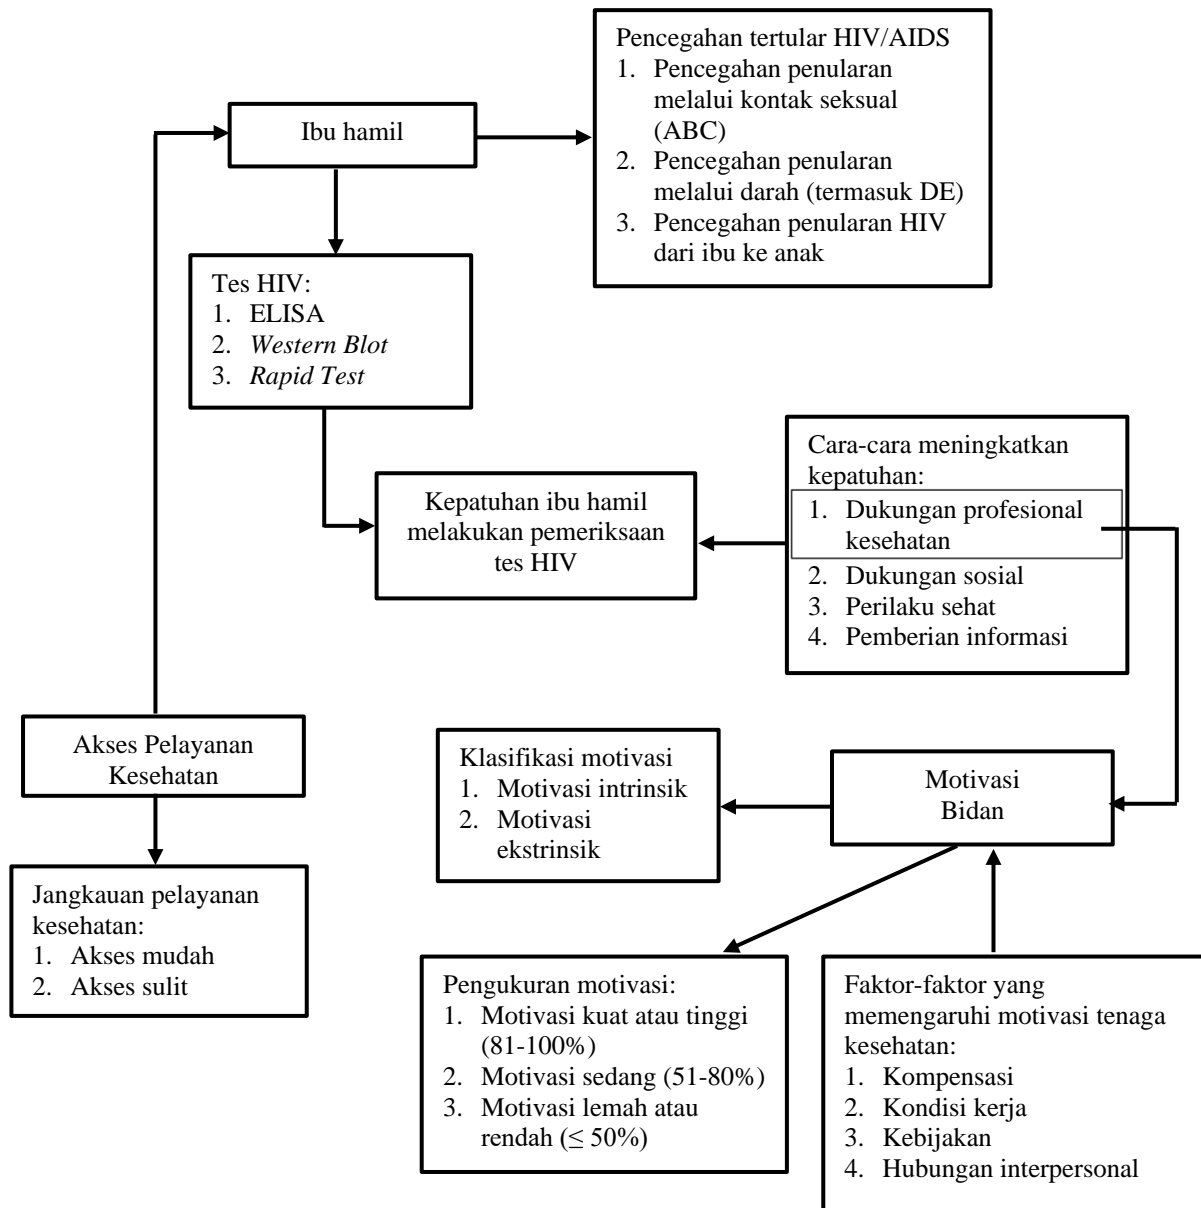 Pencegahan tertular HIV/AIDS
1. Pencegahan penularan
melalui kontak seksual
(ABC)
2. Pencegahan penularan
melalui darah (termasuk DE)
3. Pencegahan penularan HIV
dari ibu ke anak
Ibu hamil
Tes HIV:
1. ELISA
2. Western Blot
3. Rapid Test
Cara-cara meningkatkan
kepatuhan:
1. Dukungan profesional
kesehatan
2. Dukungan sosial
3. Perilaku sehat
4. Pemberian informasi
Kepatuhan ibu hamil
melakukan pemeriksaan
tes HIV
Akses Pelayanan
Kesehatan
Klasifikasi motivasi
1. Motivasi intrinsik
2. Motivasi
ekstrinsik
Motivasi
Bidan
Jangkauan pelayanan
kesehatan:
1. Akses mudah
2. Akses sulit
Pengukuran motivasi:
1. Motivasi kuat atau tinggi
(81-100%)
2. Motivasi sedang (51-80%)
3. Motivasi lemah atau
rendah (≤ 50%)
Faktor-faktor yang
memengaruhi motivasi tenaga
kesehatan:
1. Kompensasi
2. Kondisi kerja
3. Kebijakan
4. Hubungan interpersonal